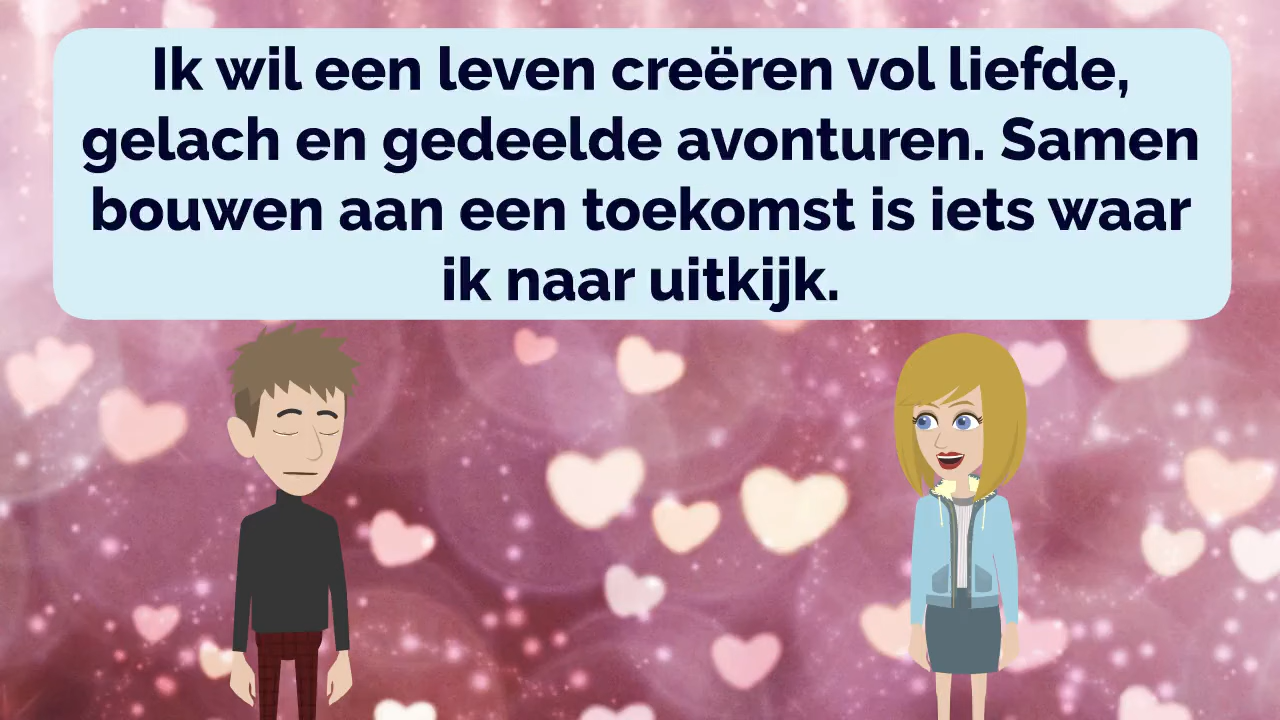 Ik wil een leven creëren vol liefde,
gelach en gedeelde avonturen. Samen
bouwen aan een toekomst is iets waar
ik naar uitkijk.